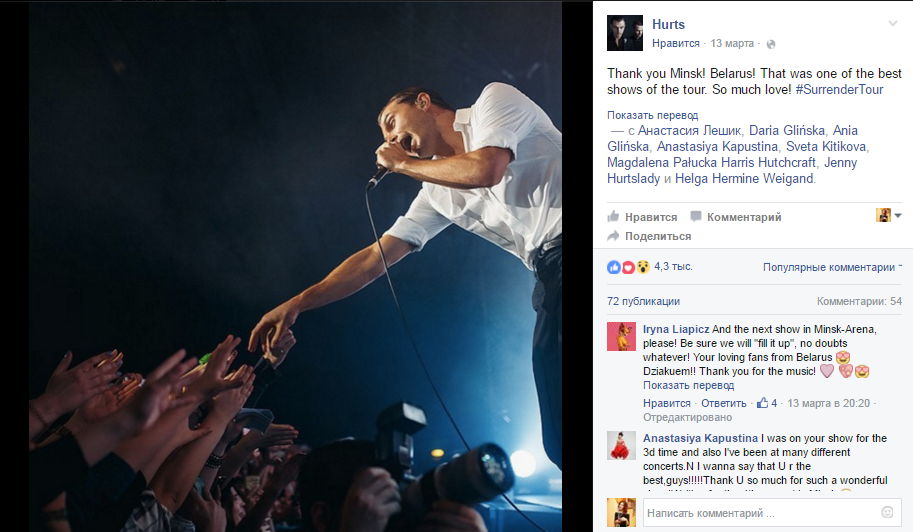 Hurts
Нравится · 13 марта ·
Thank you Minsk! Belarus! That was one of the best
shows of the tour. So much love! #SurrenderTour
Показать перевод
— с Анастасия Лешик, Daria Glińska, Ania
Glińska, Anastasiya Kapustina, Sveta Kitikova,
Magdalena Pałucka Harris Hutchcraft, Jenny
Hurtslady и Helga Hermine Weigand.
Нравится Комментарий
Поделиться
4,3 тыс. Популярные комментарии
72 публикации Комментарии: 54
Iryna Liapicz And the next show in Minsk-Arena,
please! Be sure we will "fill it up", no doubts
whatever! Your loving fans from Belarus
Dziakuem!! Thank you for the music!
Показать перевод
Нравится · Ответить · 4 · 13 марта в 20:20 ·
Отредактировано
Anastasiya Kapustina I was on your show for the
3d time and also I've been at many different
concerts.N I wanna say that U r the
best,guys!!!!!Thank U so much for such a wonderful
Написать комментарий ...